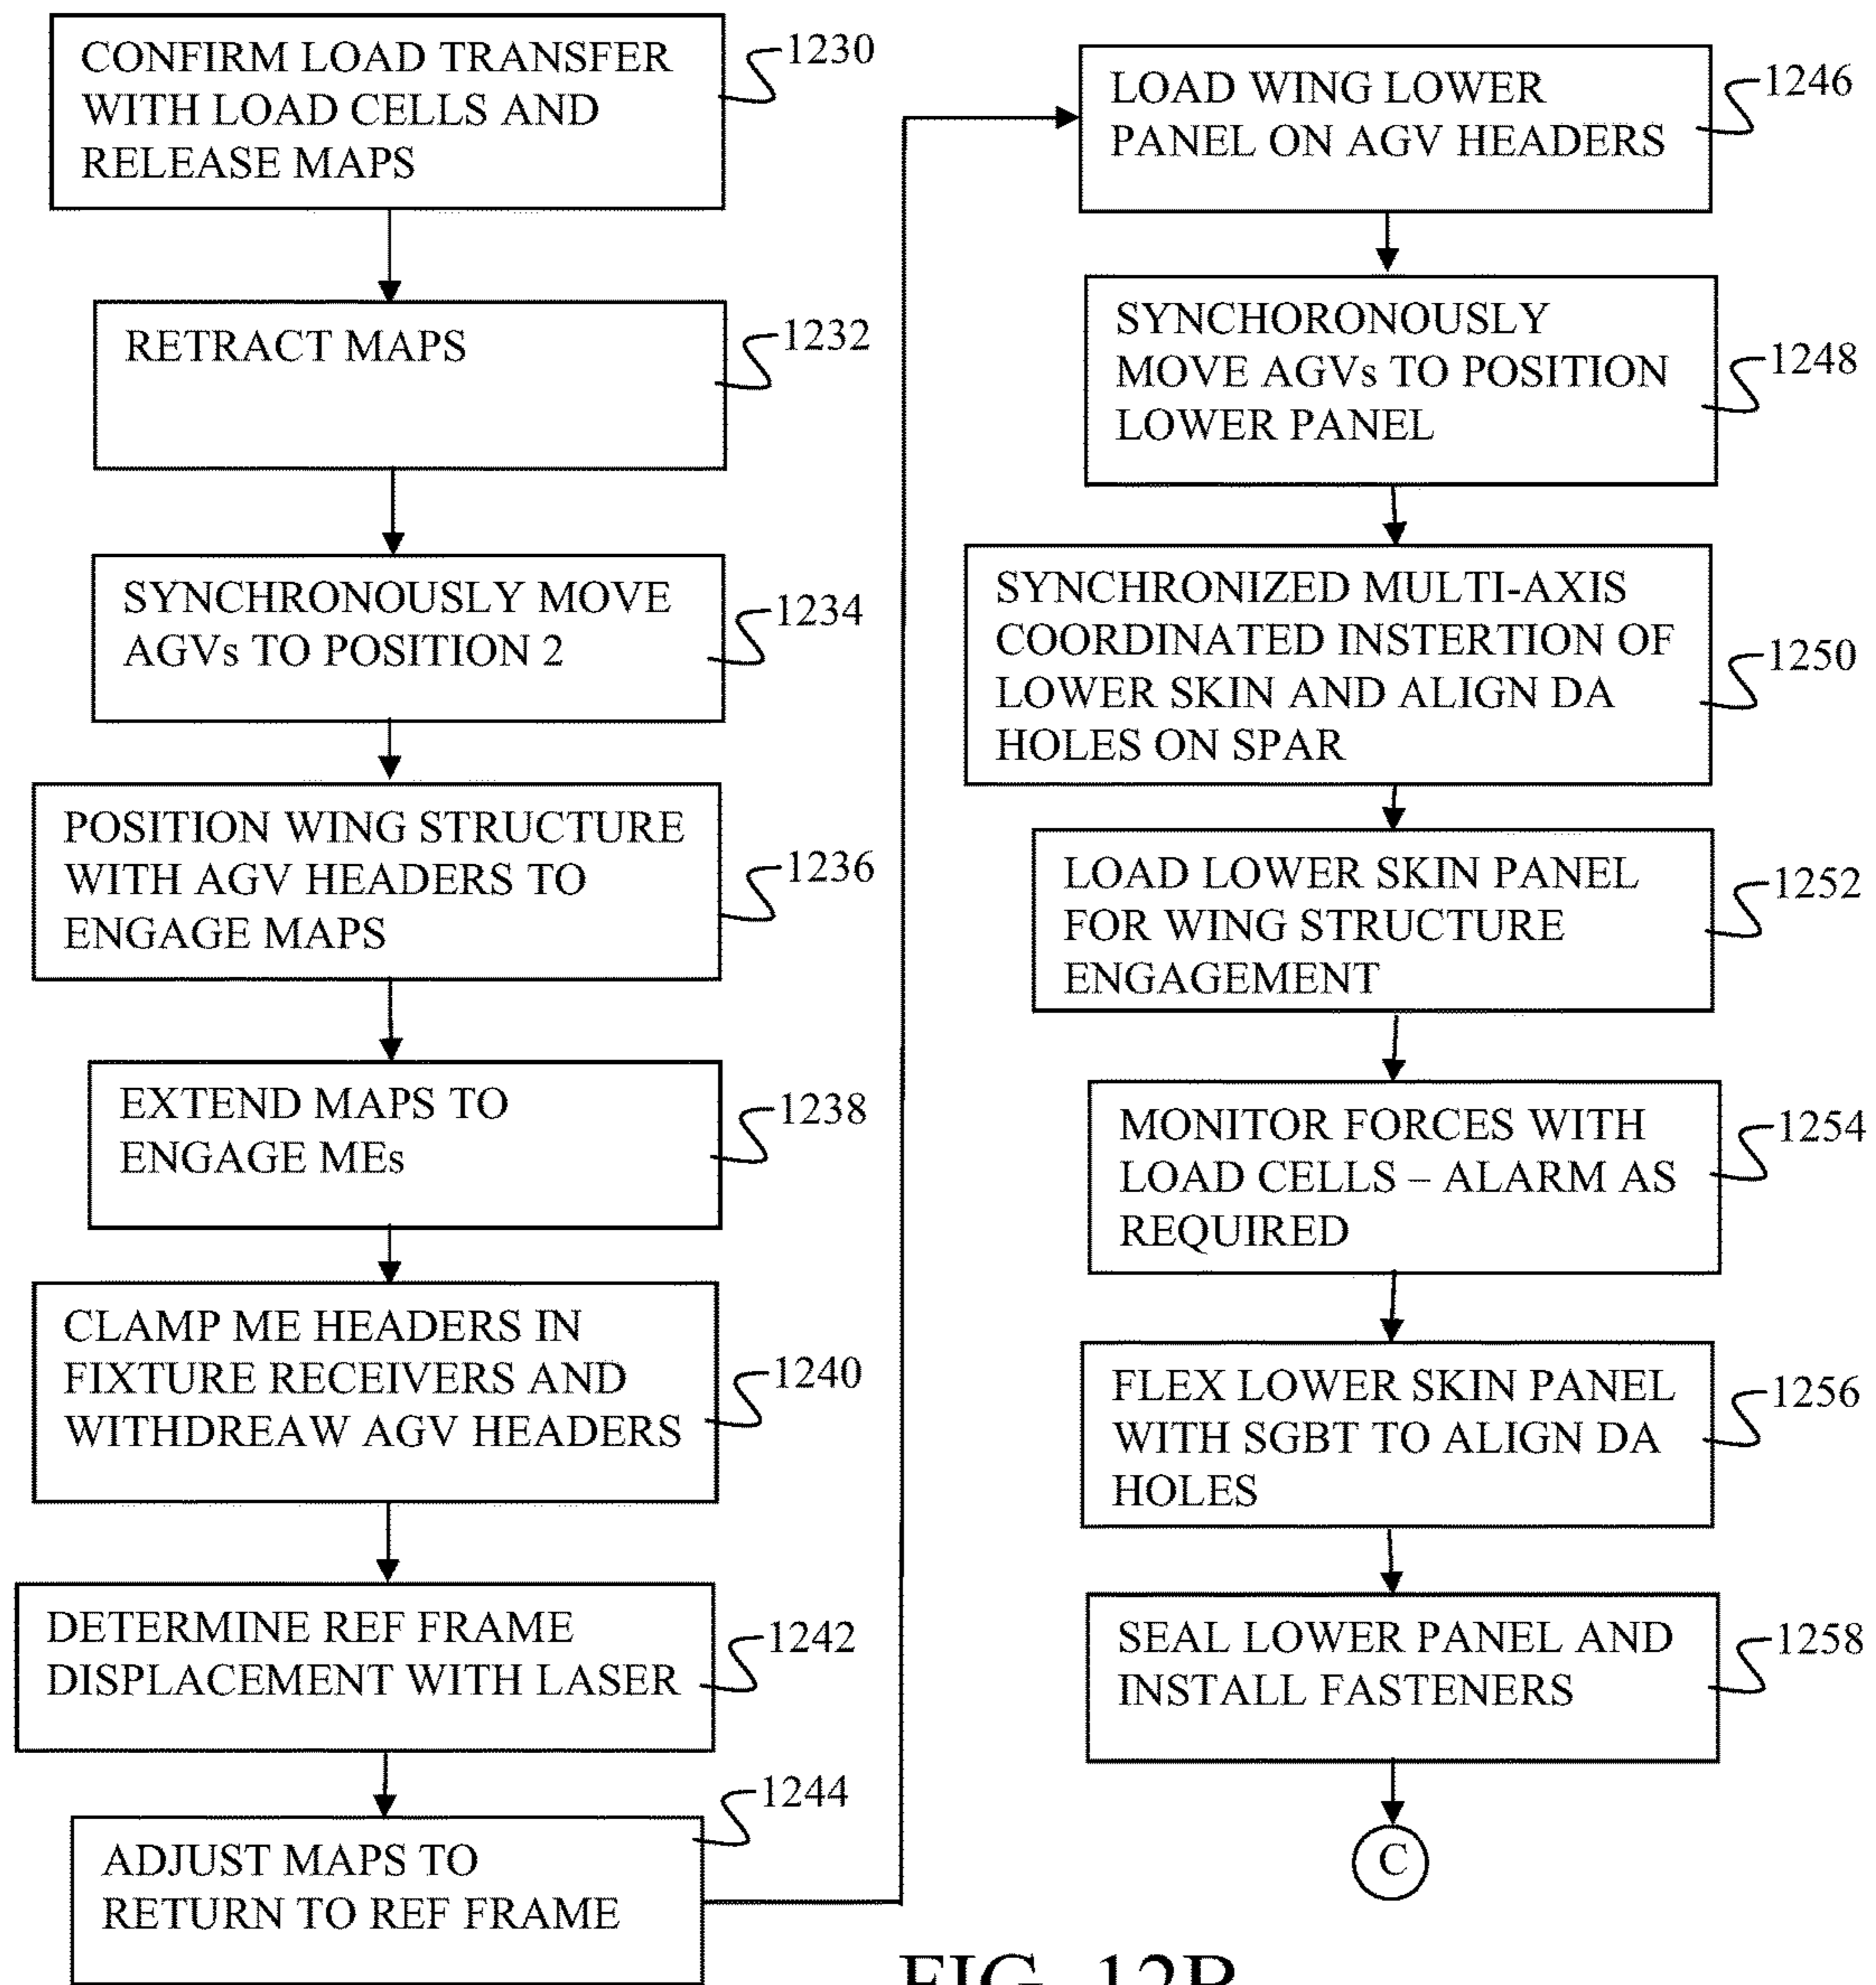 CONFIRM LOAD TRANSFER
WITH LOAD CELLS AND
RELEASE MAPS
1230
RETRACT MAPS
1232
SYNCHRONOUSLY MOVE
AGVs TO POSITION 2
1234
POSITION WING STRUCTURE
WITH AGV HEADERS TO
ENGAGE MAPS
1236
EXTEND MAPS TO
ENGAGE MEs
1238
CLAMP ME HEADERS IN
FIXTURE RECEIVERS AND
WITHDREAW AGV HEADERS
1240
DETERMINE REF FRAME
DISPLACEMENT WITH LASER
1242
ADJUST MAPS TO
RETURN TO REF FRAME
1244
LOAD WING LOWER
PANEL ON AGV HEADERS
1246
SYNCHORONOUSLY
MOVE AGVs TO POSITION
LOWER PANEL
1248
SYNCHRONIZED MULTI-AXIS
COORDINATED INSTERTION OF
LOWER SKIN AND ALIGN DA
HOLES ON SPAR
1250
LOAD LOWER SKIN PANEL
FOR WING STRUCTURE
ENGAGEMENT
1252
MONITOR FORCES WITH
LOAD CELLS – ALARM AS
REQUIRED
1254
FLEX LOWER SKIN PANEL
WITH SGBT TO ALIGN DA
HOLES
1256
SEAL LOWER PANEL AND
INSTALL FASTENERS
1258
C
FIG. 12B